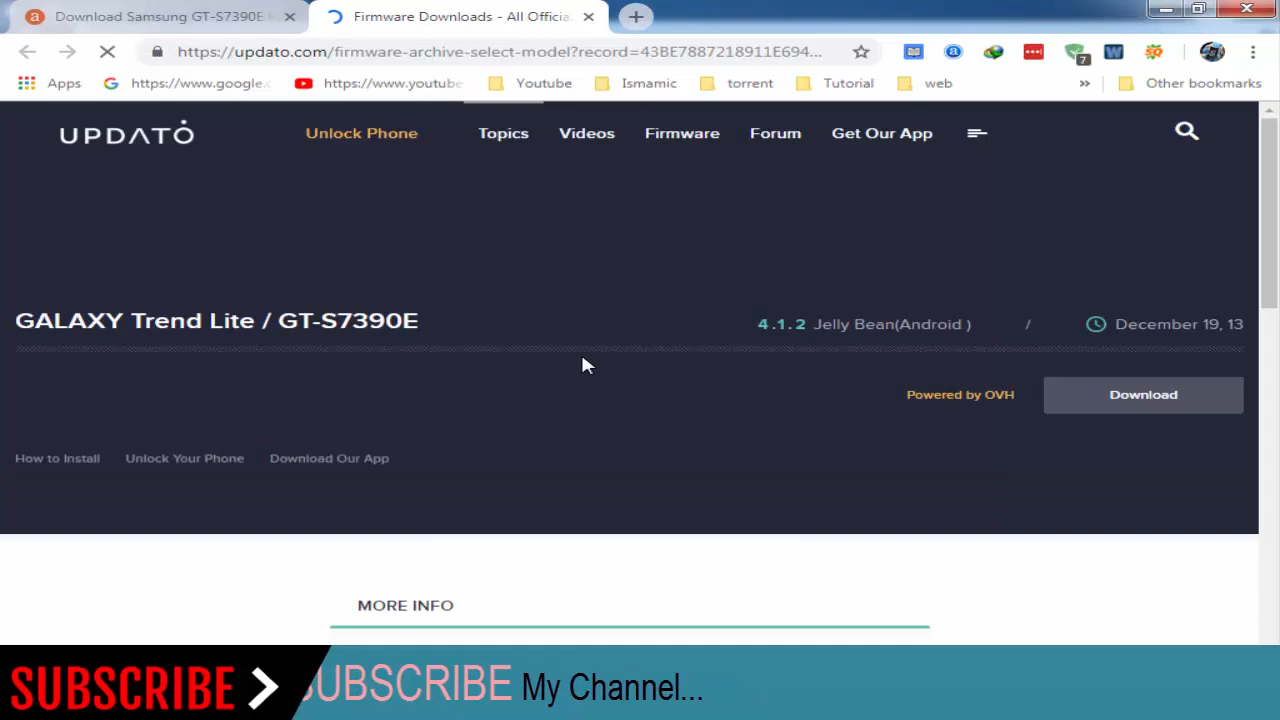 Download Samsung GT-S7390E
Firmware Downloads - All Officia
https://updato.com/firmware-archive-select-model?record=43BE7887218911E694...
7
W
Apps
https://www.google.c
https://www.youtube
Youtube
Ismamic
torrent
Tutorial
web
»
Other bookmarks
UPDATO
Unlock Phone
Topics
Videos
Firmware
Forum
Get Our App
GALAXY Trend Lite / GT-S7390E
4.1.2 Jelly Bean(Android )
/
December 19, 13
Powered by OVH
Download
How to Install
Unlock Your Phone
Download Our App
MORE INFO
SUBSCRIBE
SUBSCRIBE My Channel...